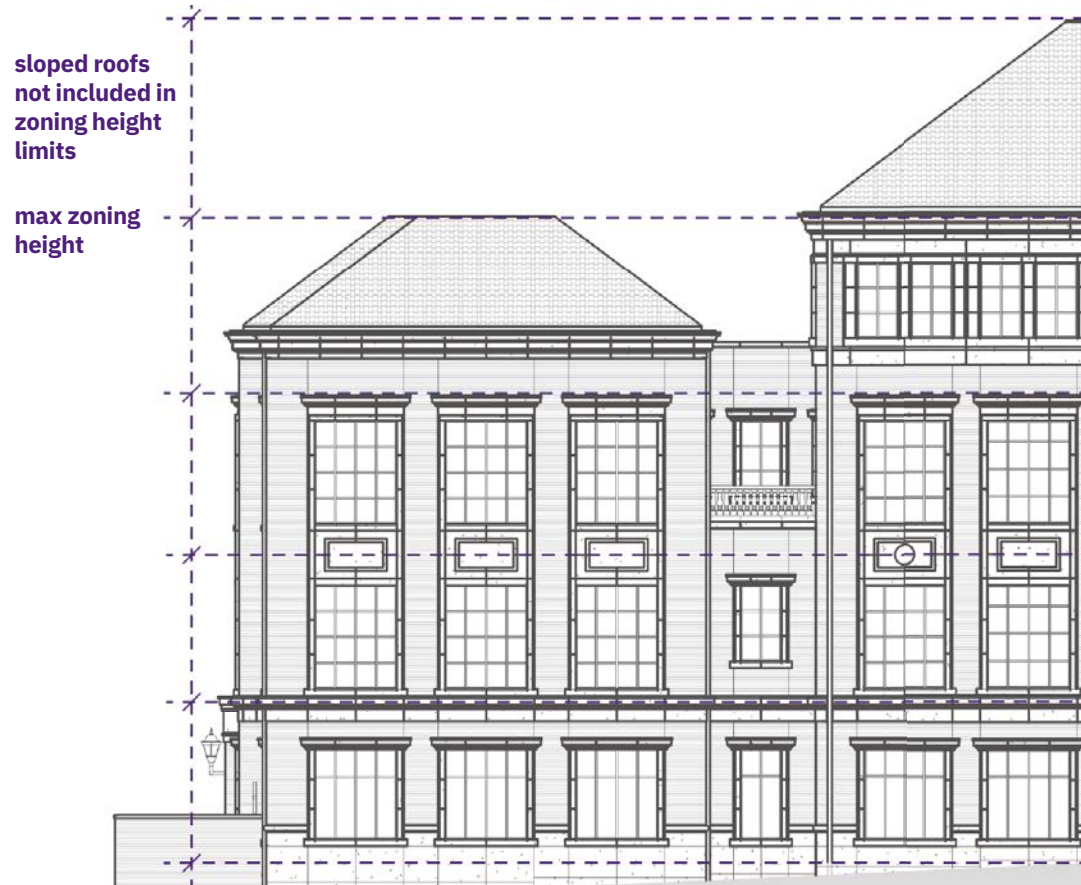 sloped roofs
not included in
zoning height
limits
max zoning
height